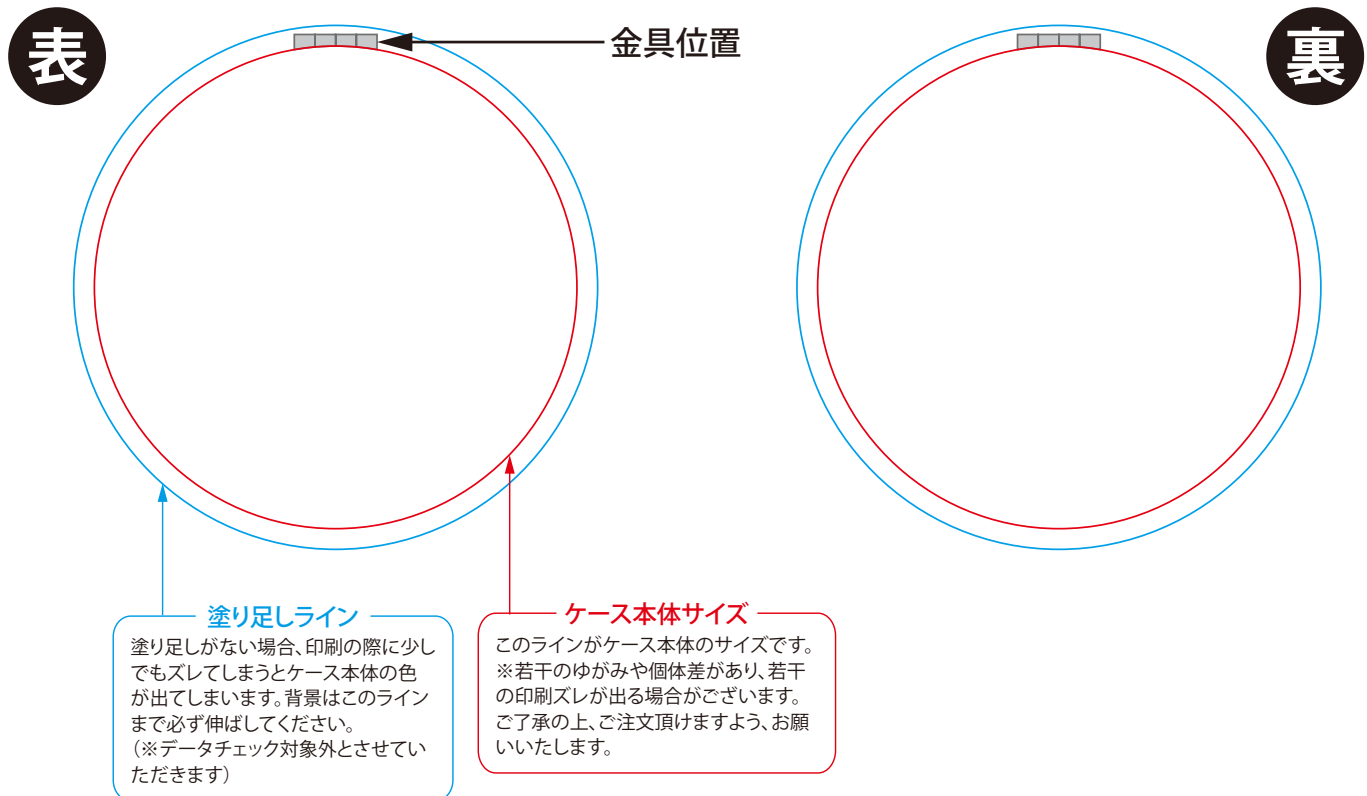 表
金具位置
裏
塗り足しライン
塗り足しがない場合、印刷の際に少し
でもズレてしまうとケース本体の色
が出てしまいます。背景はこのライン
まで必ず伸ばしてください。
（※データチェック対象外とさせてい
ただきます）
ケース本体サイズ
このラインがケース本体のサイズです。
※若干のゆがみや個体差があり、若干
の印刷ズレが出る場合がございます。
ご了承の上、ご注文頂けますよう、お願
いいたします。